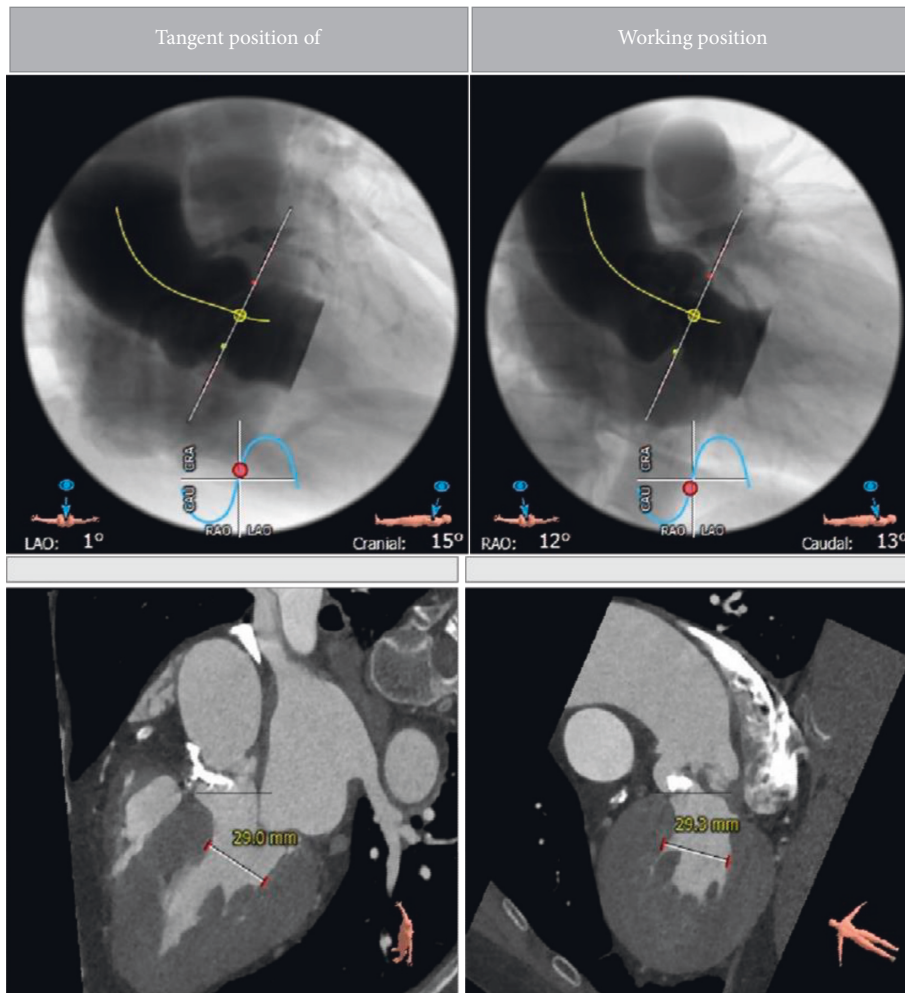 Tangent position of
Working position
CRA
CAU
RAO
LAO
LAO: 1°
Cranial: 15°
CRA
CAU
RAO
LAO
RAO: 12°
Caudal: 13°
29.0 mm
29.3 mm